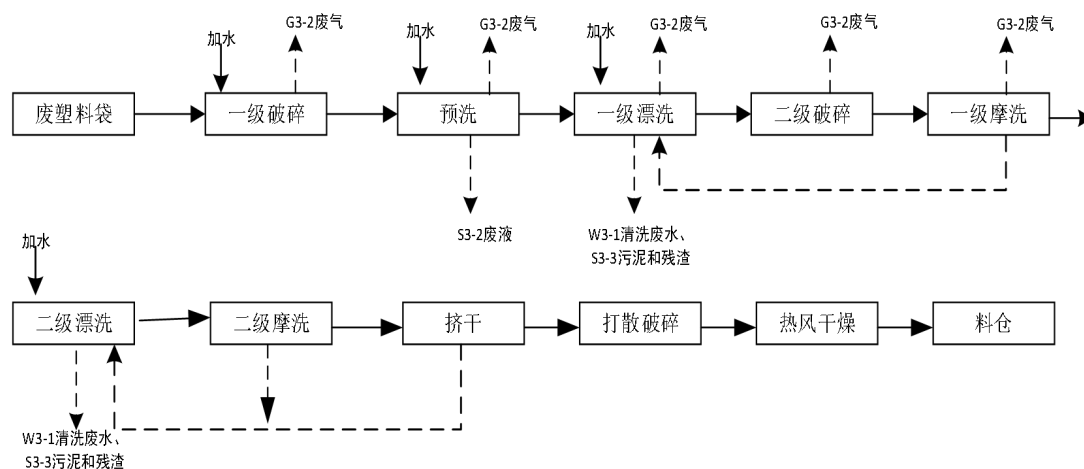 G3-2废气
G3-2废气
G3-2废气
G3-2废气
G3-2废气
加水
加水
加水
废塑料袋
一级破碎
预洗
一级漂洗
二级破碎
一级摩洗
S3-2废液
W3-1清洗废水、
S3-3污泥和残渣
加水
二级漂洗
二级摩洗
挤干
打散破碎
热风干燥
料仓
W3-1清洗废水、
S3-3污泥和残渣